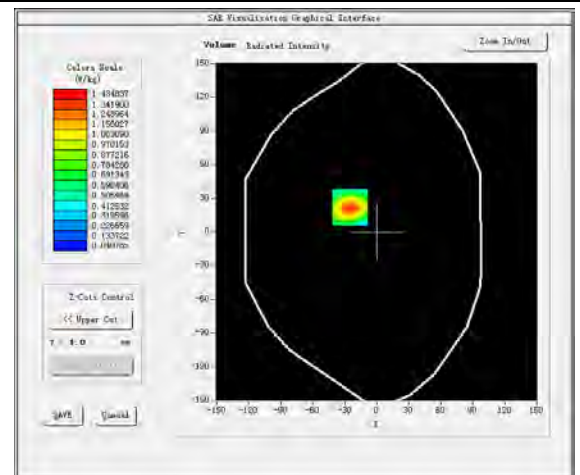 SAR Visualisation Graphical Interface
Volume Radiated Intensity
Zoom In/Out
Colors Scale
(W/kg)
1.434837
1.341900
1.248964
1.156027
1.063090
0.970153
0.877216
0.784280
0.691343
0.598406
0.505469
0.412532
0.319596
0.226659
0.133722
150
120
90
60
30
0
-30
-60
-90
-120
-150
Y
-150 -120 -90 -60 -30 0 30 60 90 120 150
X
Z-Cuts Control
<< Upper Cut
mm
SAVE
Cancel